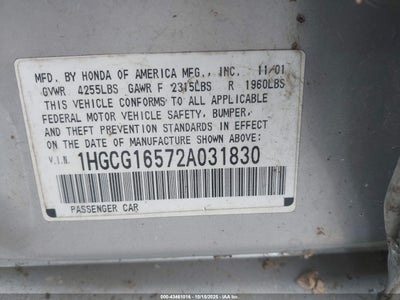 MFD. BY HONDA OF AMERICA MFG., INC. 11/01
GVWR 4255LBS GAWR F 2315LBS R 1960LBS
THIS VEHICLE CONFORMS TO ALL APPLICABLE
FEDERAL MOTOR VEHICLE SAFETY, BUMPER,
AND THEFT PREVENTION STANDARDS IN EFFECT
ON THE DATE OF MANUFACTURE SHOWN ABOVE:
V.I.N. 1HGCG16572A031830
PASSENGER CAR
000-43461016 - 10/15/2025 - IAA Inc.